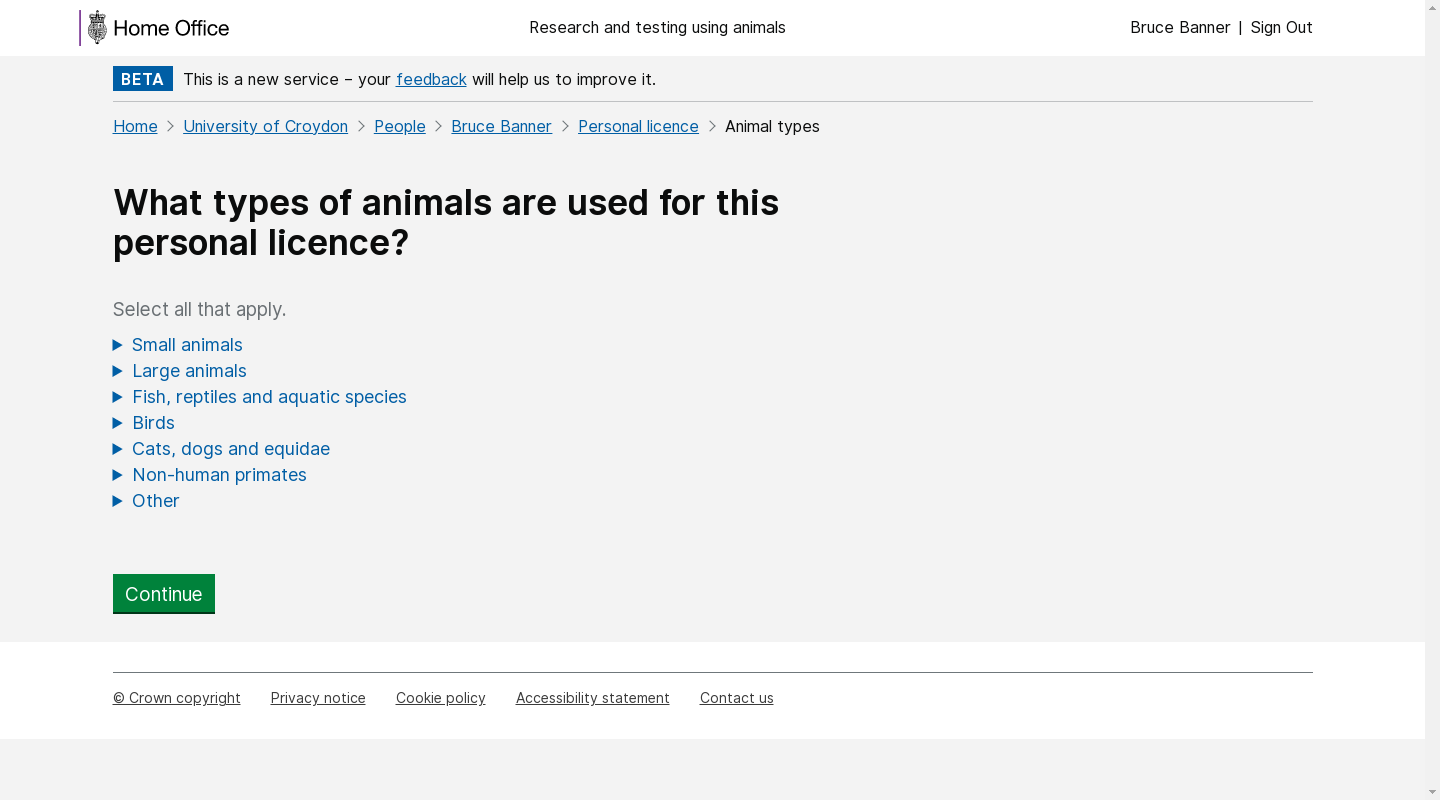 Home Office
Research and testing using animals
Bruce Banner | Sign Out
BETA This is a new service – your feedback will help us to improve it.
Home > University of Croydon > People > Bruce Banner > Personal licence > Animal types
What types of animals are used for this
personal licence?
Select all that apply.
Small animals
Large animals
Fish, reptiles and aquatic species
Birds
Cats, dogs and equidae
Non-human primates
Other
Continue
© Crown copyright Privacy notice Cookie policy Accessibility statement Contact us